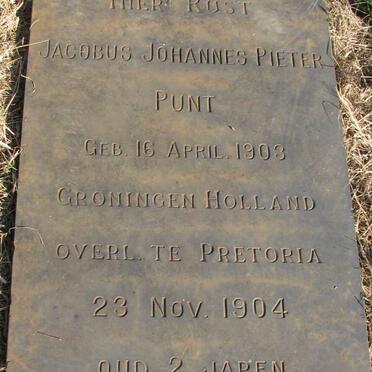 HIER RUST
JACOBUS JOHANNES PIETER
PUNT
GEB. 16 APRIL. 1903
GRONINGEN HOLLAND
OVERL. TE PRETORIA
23 NOV. 1904
OUD 2 JAREN